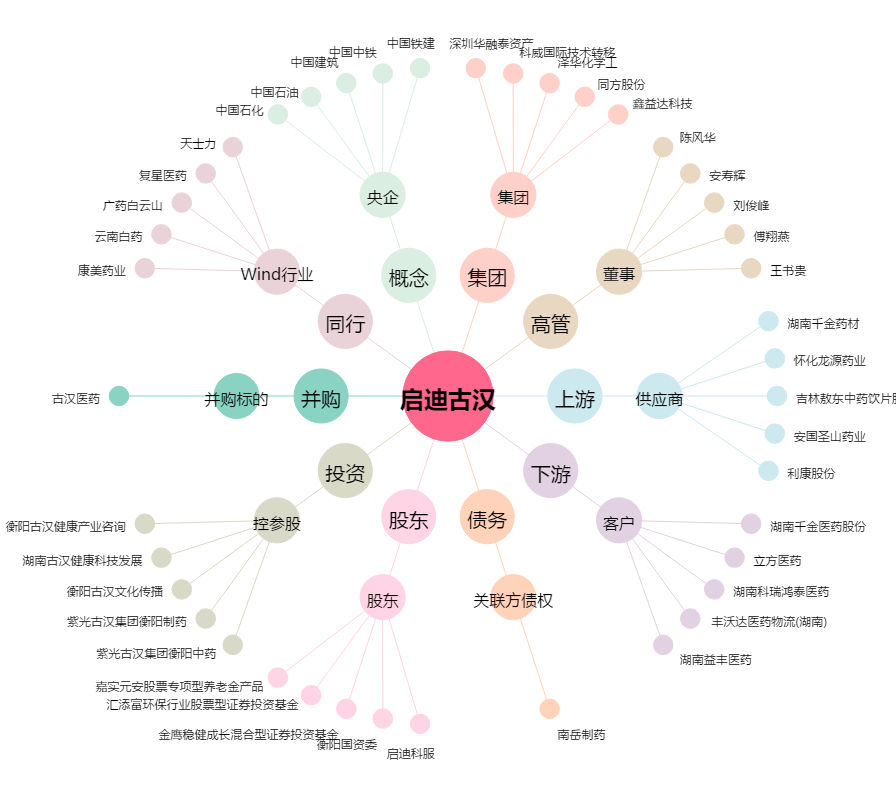 中国铁建
深圳华融泰资产
中国中铁
科威国际技术转移
中国建筑
泽华化学工
中国石油
同方股份
中国石化
鑫益达科技
天士力
陈风华
复星医药
安寿辉
央企
集团
广药白云山
刘俊峰
云南白药
傅翔燕
康美药业
Wind行业
概念
集团
董事
王书贵
同行
高管
湖南千金药材
怀化龙源药业
古汉医药
并购标的
并购
启迪古汉
上游
供应商
吉林敖东中药饮片股
安国圣山药业
投资
下游
利康股份
衡阳古汉健康产业咨询
控参股
股东
债务
客户
湖南千金医药股份
湖南古汉健康科技发展
立方医药
衡阳古汉文化传播
股东
关联方债权
湖南科瑞鸿泰医药
紫光古汉集团衡阳制药
丰沃达医药物流(湖南)
紫光古汉集团衡阳中药
湖南益丰医药
嘉实元安股票专项型养老金产品
汇添富环保行业股票型证券投资基金
金鹰稳健成长混合型证券投资基金
南岳制药
衡阳国资委
启迪科服